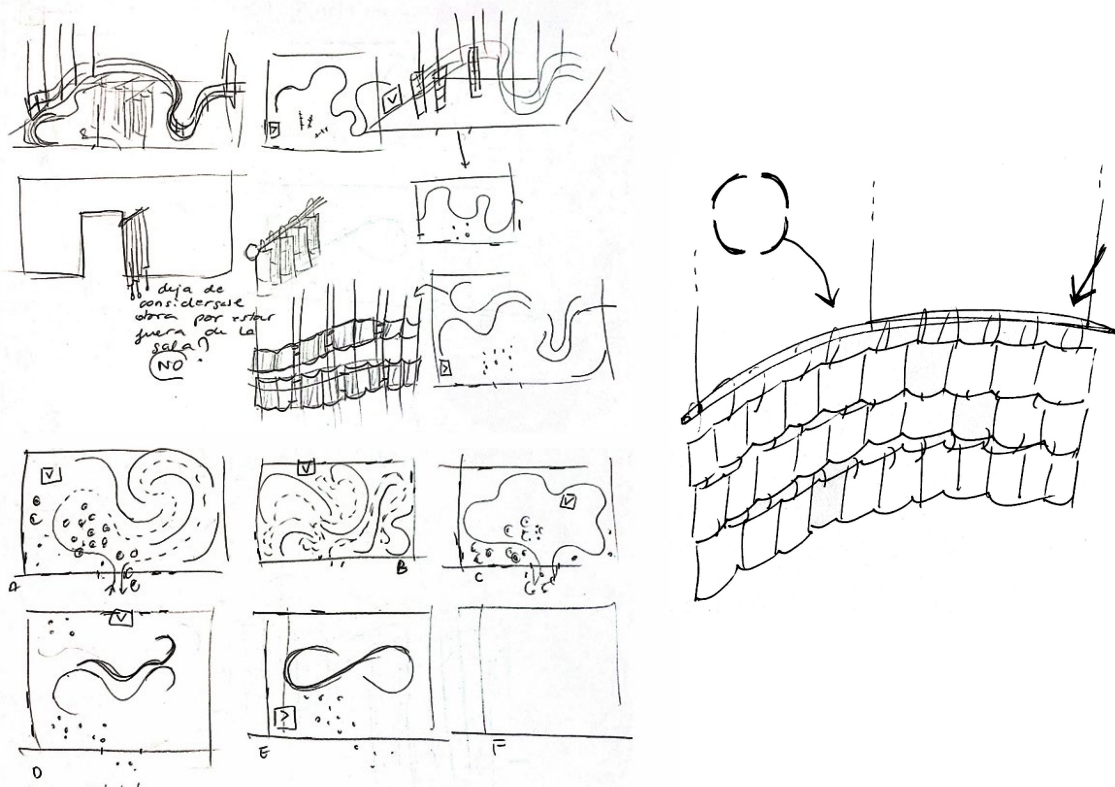 V
>
deja de
considerarse
obra por estar
fuera de la
sala?
NO
>
V
V
V
A
B
C
V
>
D
E
F